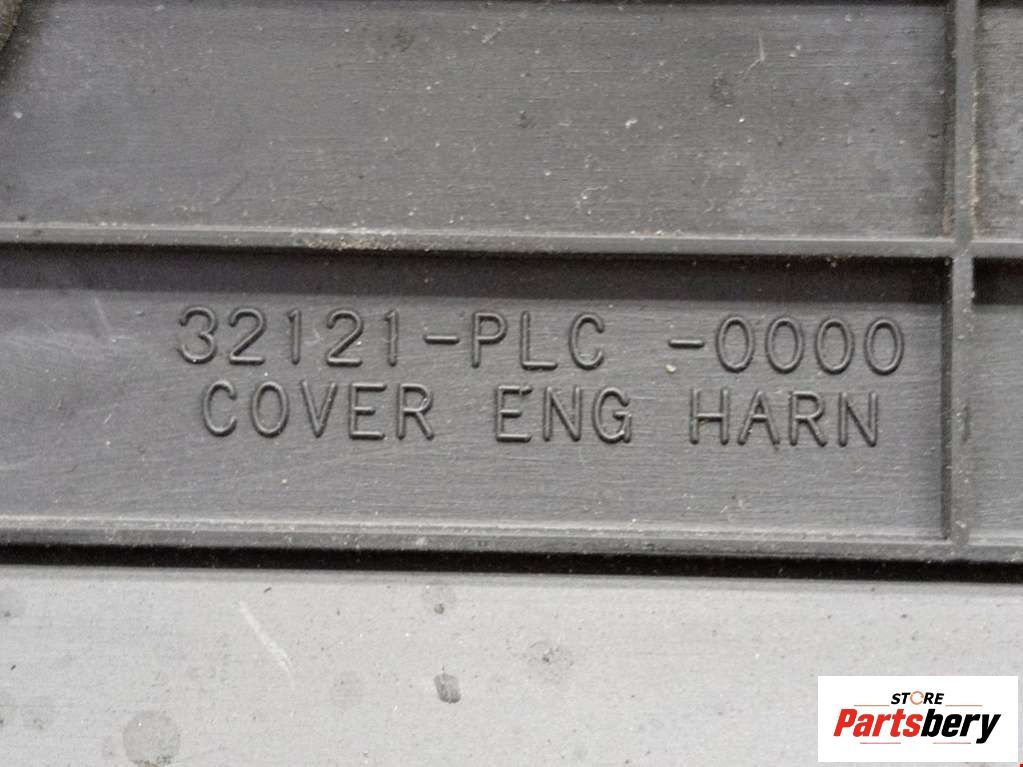 32121-PLC -0000
COVER ENG HARN
STORE
Partsbery